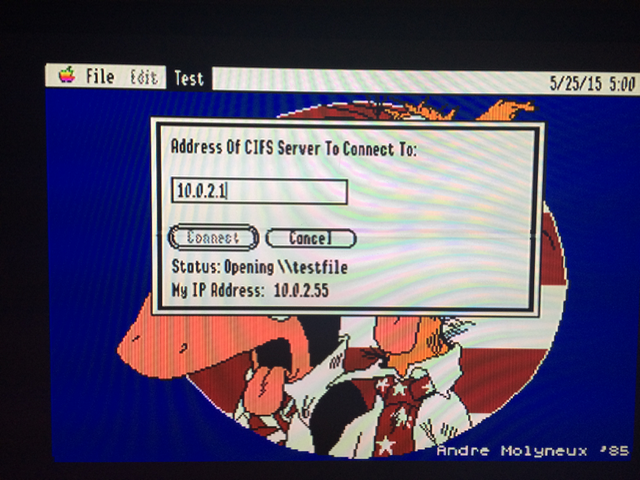 File Edit Test 5/25/15 5:00
Address Of CIFS Server To Connect To:
10.0.2.1
Connect Cancel
Status: Opening \\testfile
My IP Address: 10.0.2.55
Andre Molyneux '85